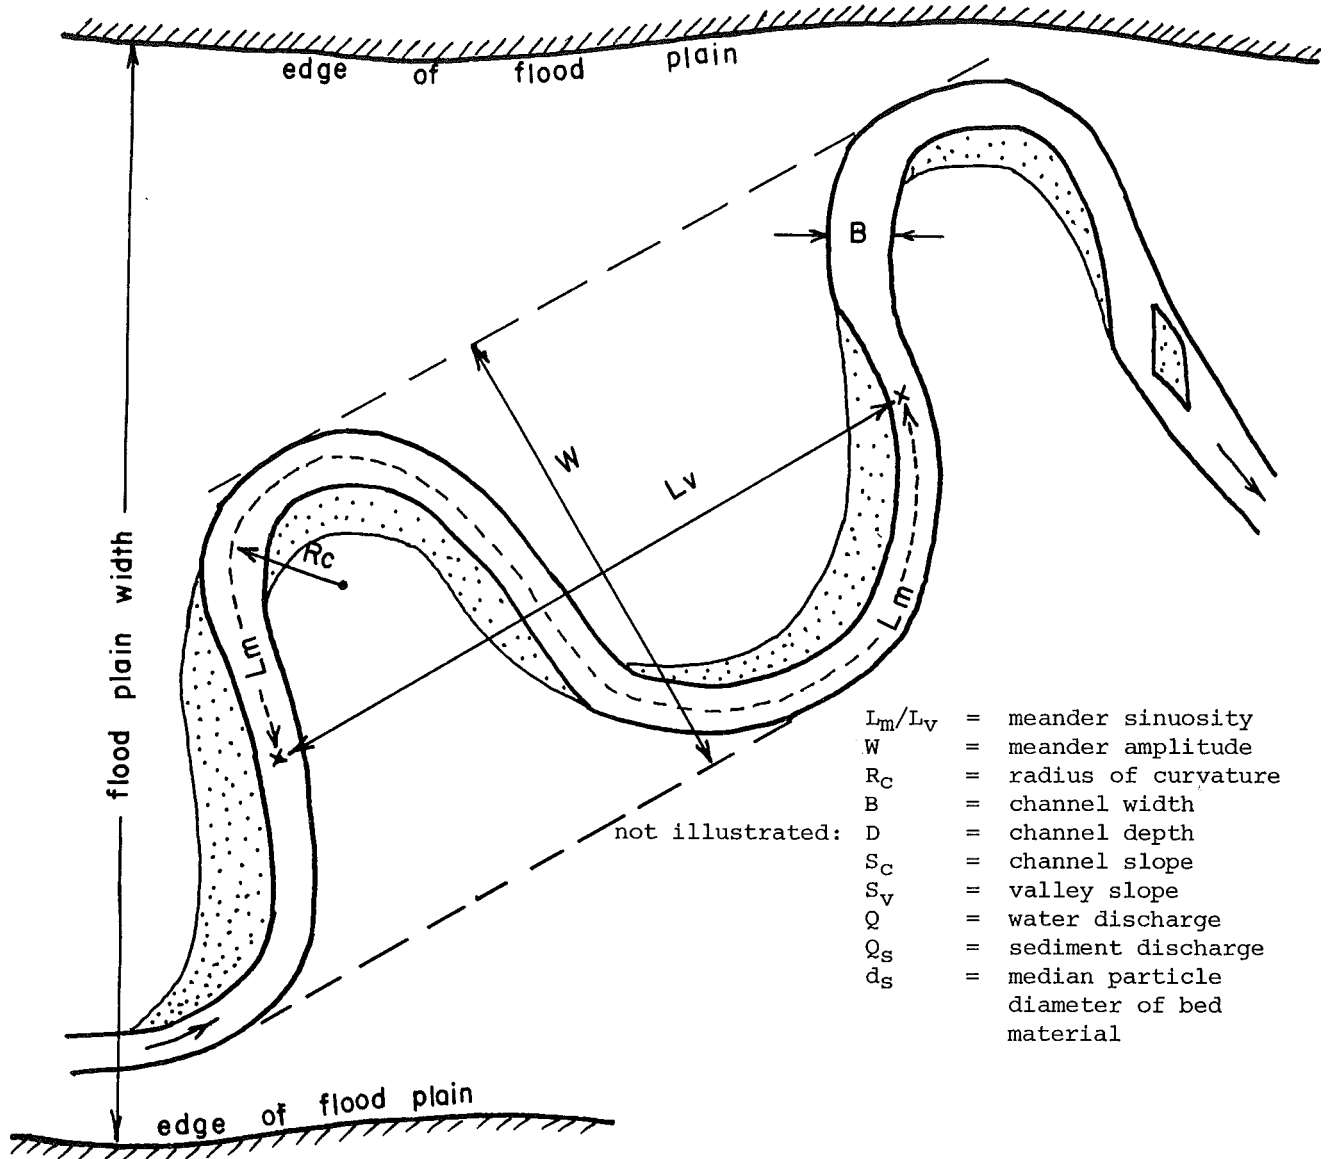 edge of flood plain
B
W
Lv
Rc
Lm
Lm
flood plain width
Lm/Lv = meander sinuosity
W = meander amplitude
Rc = radius of curvature
B = channel width
not illustrated: D = channel depth
Sc = channel slope
Sv = valley slope
Q = water discharge
Qs = sediment discharge
ds = median particle
diameter of bed
material
edge of flood plain